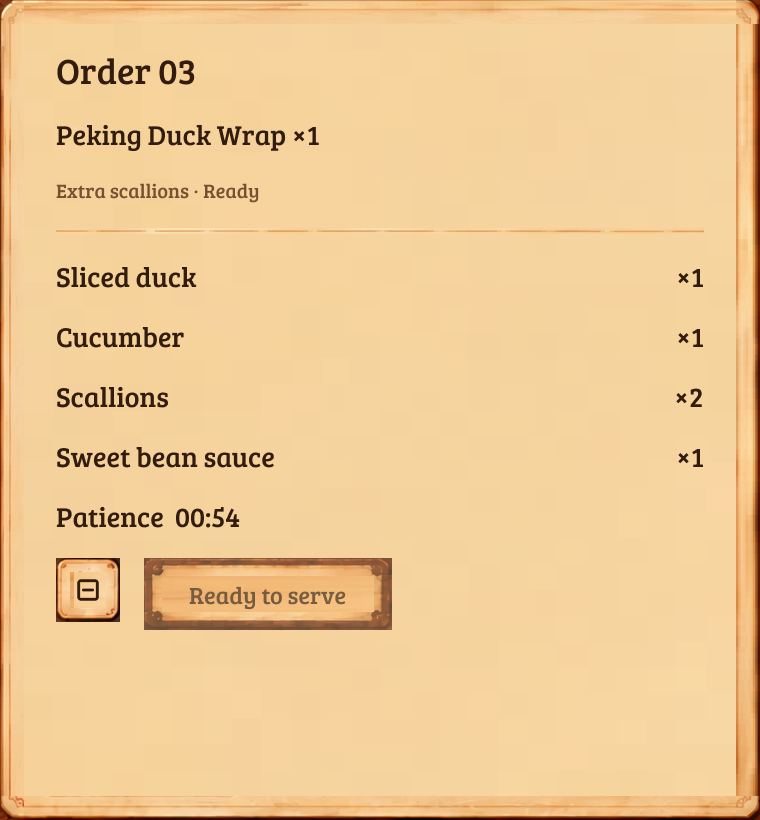 Order 03
Peking Duck Wrap ×1
Extra scallions · Ready
Sliced duck ×1
Cucumber ×1
Scallions ×2
Sweet bean sauce ×1
Patience 00:54
Ready to serve